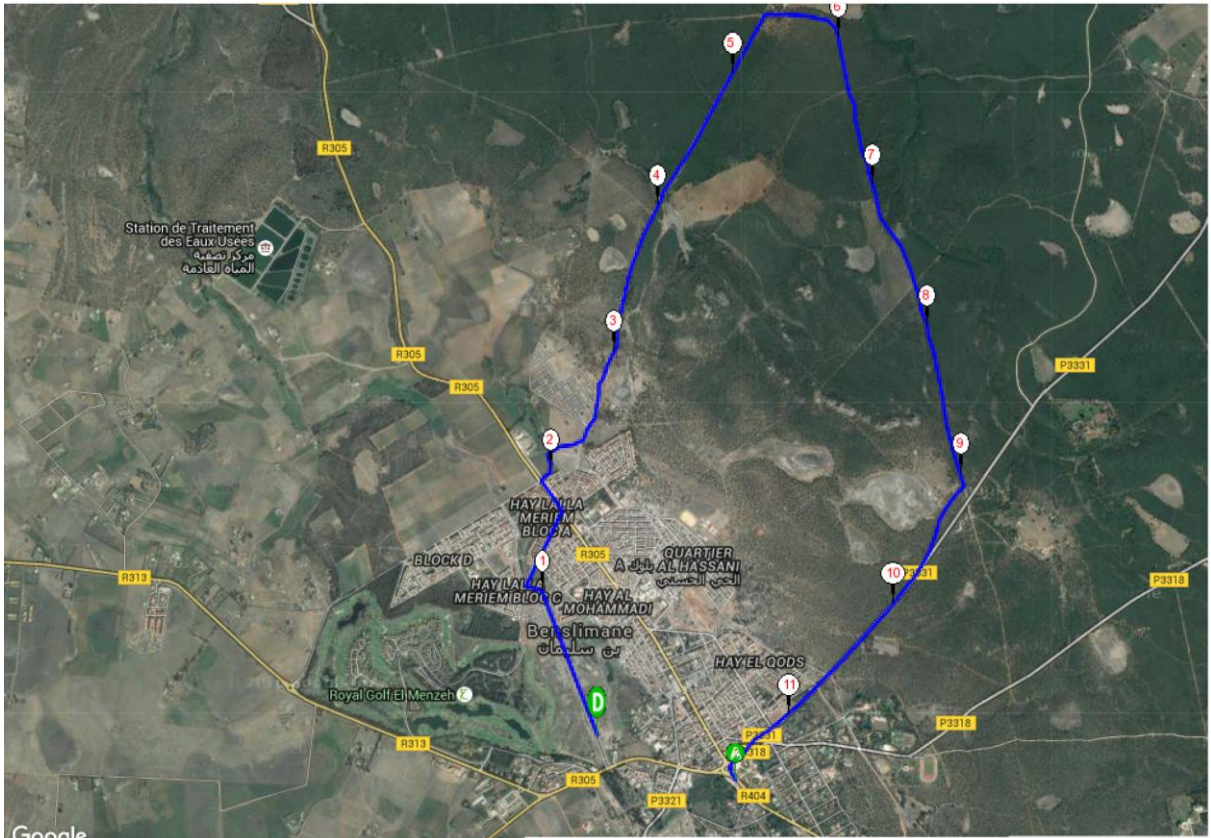 6
5
R305
7
4
Station de Traitement
des Eaux Usées
مركز تصفية
المياه العادمة
8
3
R305
P3331
R305
2
9
HAY LALLA
MERIEM
BLOC A
R305
QUARTIER
AL HASSANI بلوك A
الحي الحسني
BLOCK D
1
10
R313
P3318
HAY LALLA
MERIEM BLOC C
HAY AL
MOHAMMADI
Benslimane
بن سليمان
HAY EL QODS
Royal Golf El Menzeh
D
11
P3318
R313
P3331
A
R305
P3321
R404
Google